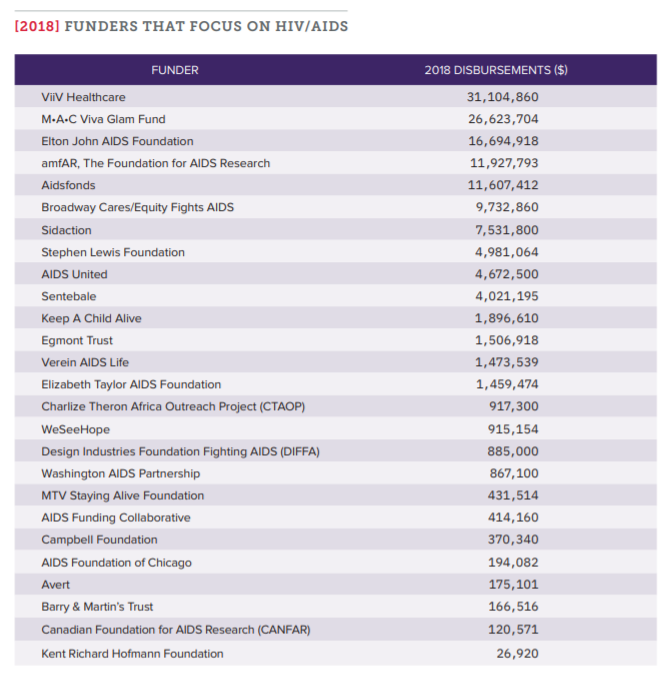 [2018] FUNDERS THAT FOCUS ON HIV/AIDS
FUNDER 2018 DISBURSEMENTS ($)
ViiV Healthcare 31,104,860
M•A•C Viva Glam Fund 26,623,704
Elton John AIDS Foundation 16,694,918
amfAR, The Foundation for AIDS Research 11,927,793
Aidsfonds 11,607,412
Broadway Cares/Equity Fights AIDS 9,732,860
Sidaction 7,531,800
Stephen Lewis Foundation 4,981,064
AIDS United 4,672,500
Sentebale 4,021,195
Keep A Child Alive 1,896,610
Egmont Trust 1,506,918
Verein AIDS Life 1,473,539
Elizabeth Taylor AIDS Foundation 1,459,474
Charlize Theron Africa Outreach Project (CTAOP) 917,300
WeSeeHope 915,154
Design Industries Foundation Fighting AIDS (DIFFA) 885,000
Washington AIDS Partnership 867,100
MTV Staying Alive Foundation 431,514
AIDS Funding Collaborative 414,160
Campbell Foundation 370,340
AIDS Foundation of Chicago 194,082
Avert 175,101
Barry & Martin's Trust 166,516
Canadian Foundation for AIDS Research (CANFAR) 120,571
Kent Richard Hofmann Foundation 26,920